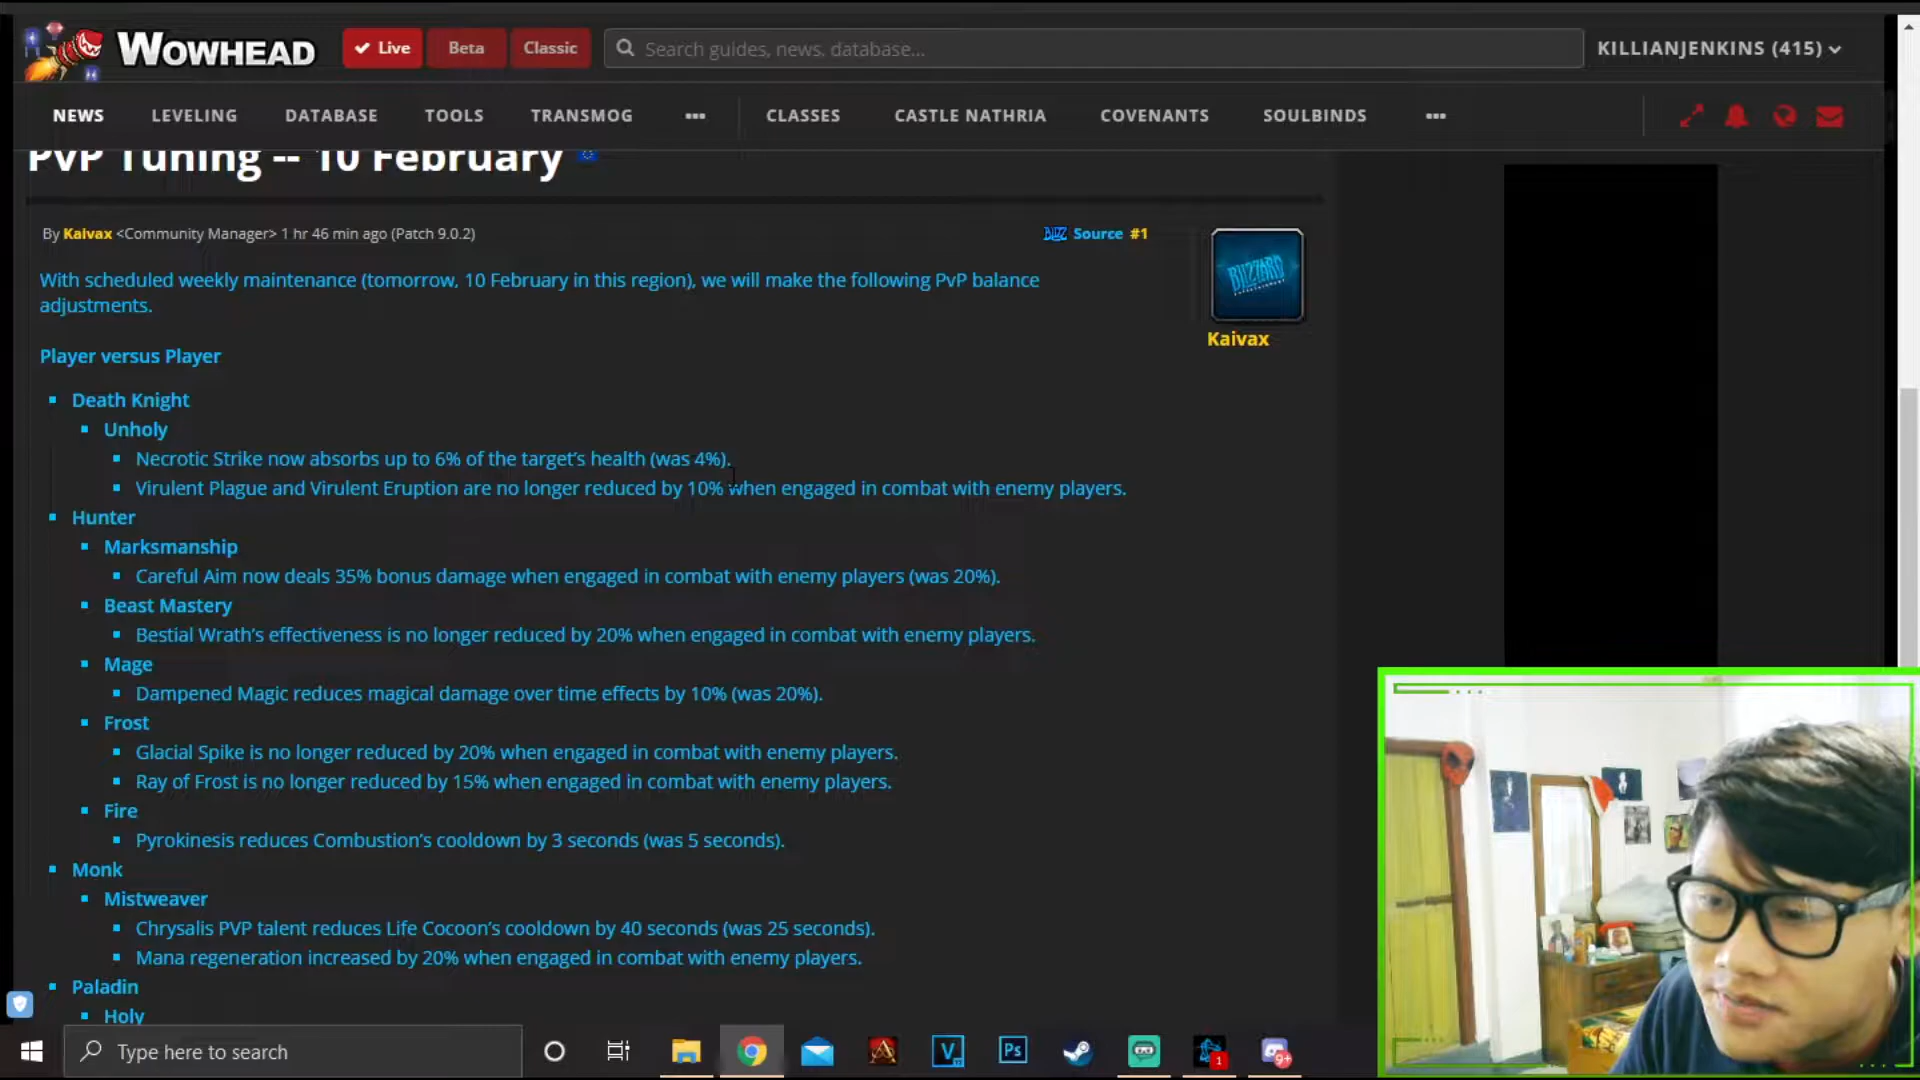 WOWHEAD
Live
Beta
Classic
Search guides, news, database...
KILLIANJENKINS (415)
NEWS
LEVELING
DATABASE
TOOLS
TRANSMOG
CLASSES
CASTLE NATHRIA
COVENANTS
SOULBINDS
PvP Tuning -- 10 February
By Kaivax <Community Manager> 1 hr 46 min ago (Patch 9.0.2)
BLIZZ Source #1
BLIZZARD
ENTERTAINMENT
Kaivax
With scheduled weekly maintenance (tomorrow, 10 February in this region), we will make the following PvP balance
adjustments.
Player versus Player
Death Knight
Unholy
Necrotic Strike now absorbs up to 6% of the target's health (was 4%).
Virulent Plague and Virulent Eruption are no longer reduced by 10% when engaged in combat with enemy players.
Hunter
Marksmanship
Careful Aim now deals 35% bonus damage when engaged in combat with enemy players (was 20%).
Beast Mastery
Bestial Wrath's effectiveness is no longer reduced by 20% when engaged in combat with enemy players.
Mage
Dampened Magic reduces magical damage over time effects by 10% (was 20%).
Frost
Glacial Spike is no longer reduced by 20% when engaged in combat with enemy players.
Ray of Frost is no longer reduced by 15% when engaged in combat with enemy players.
Fire
Pyrokinesis reduces Combustion's cooldown by 3 seconds (was 5 seconds).
Monk
Mistweaver
Chrysalis PVP talent reduces Life Cocoon's cooldown by 40 seconds (was 25 seconds).
Mana regeneration increased by 20% when engaged in combat with enemy players.
Paladin
Holy
Type here to search
V
Ps
1
9+